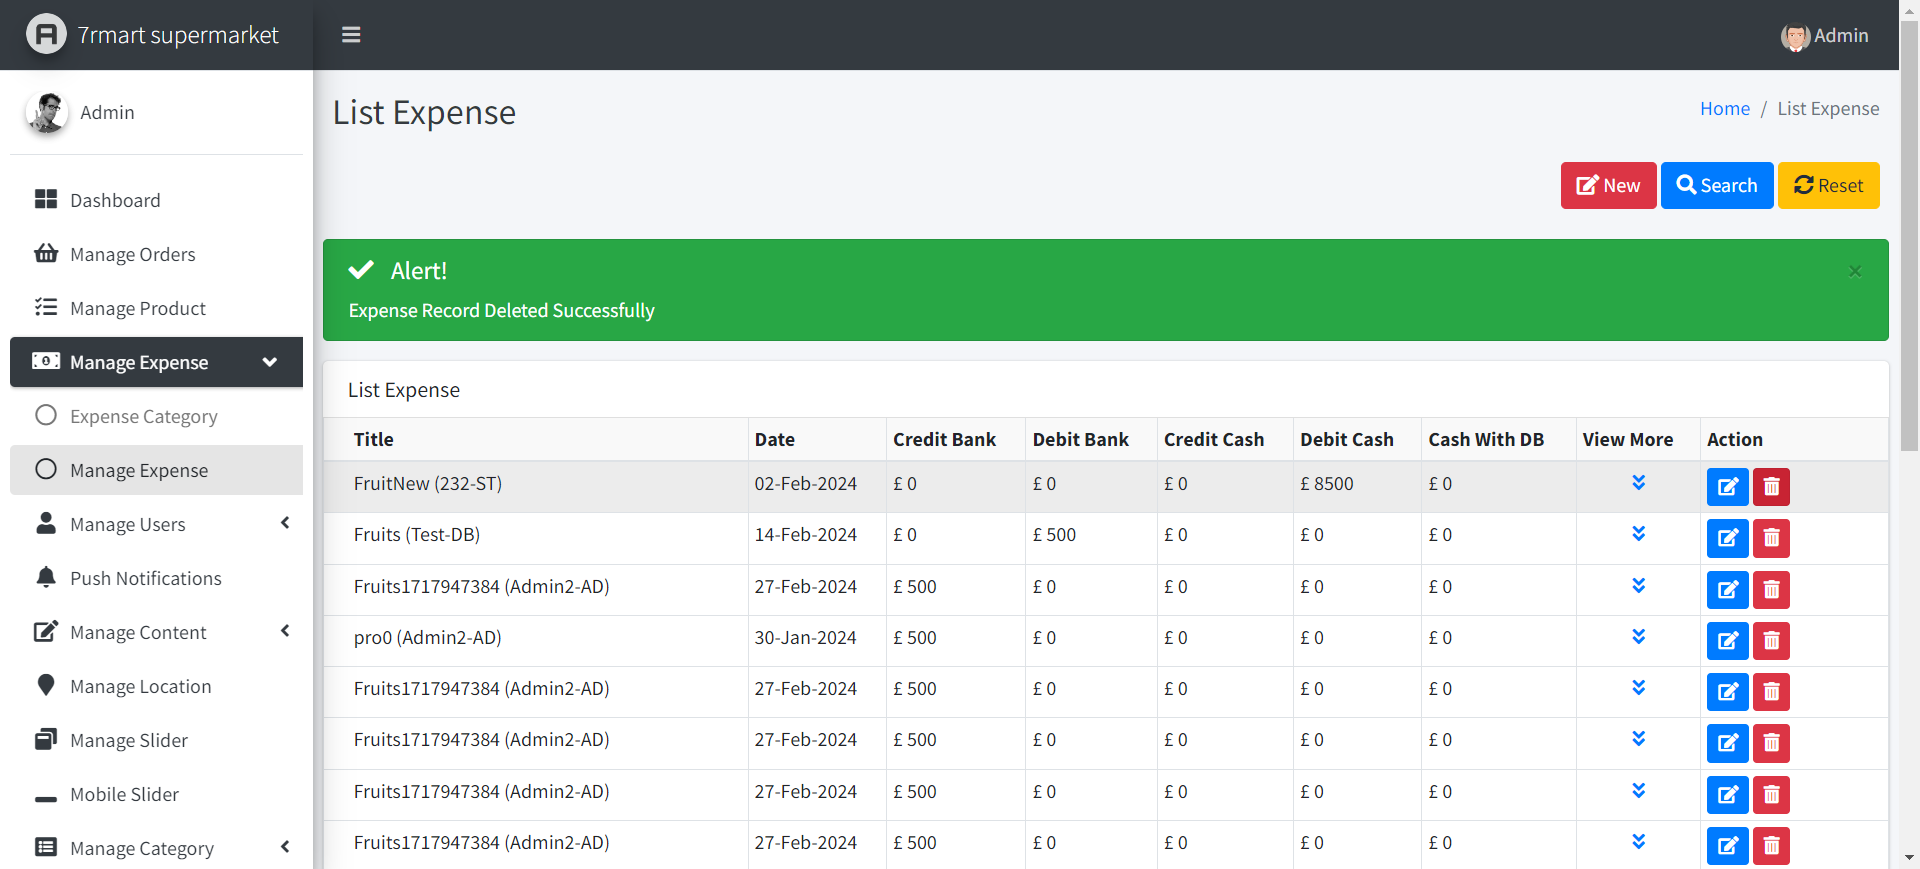 7rmart supermarket
Admin
Admin
Dashboard
Manage Orders
Manage Product
Manage Expense
Expense Category
Manage Expense
Manage Users
Push Notifications
Manage Content
Manage Location
Manage Slider
Mobile Slider
Manage Category
List Expense
Home / List Expense
New Search Reset
Alert!
×
Expense Record Deleted Successfully
List Expense
Title Date Credit Bank Debit Bank Credit Cash Debit Cash Cash With DB View More Action
FruitNew (232-ST) 02-Feb-2024 £ 0 £ 0 £ 0 £ 8500 £ 0
Fruits (Test-DB) 14-Feb-2024 £ 0 £ 500 £ 0 £ 0 £ 0
Fruits1717947384 (Admin2-AD) 27-Feb-2024 £ 500 £ 0 £ 0 £ 0 £ 0
pro0 (Admin2-AD) 30-Jan-2024 £ 500 £ 0 £ 0 £ 0 £ 0
Fruits1717947384 (Admin2-AD) 27-Feb-2024 £ 500 £ 0 £ 0 £ 0 £ 0
Fruits1717947384 (Admin2-AD) 27-Feb-2024 £ 500 £ 0 £ 0 £ 0 £ 0
Fruits1717947384 (Admin2-AD) 27-Feb-2024 £ 500 £ 0 £ 0 £ 0 £ 0
Fruits1717947384 (Admin2-AD) 27-Feb-2024 £ 500 £ 0 £ 0 £ 0 £ 0